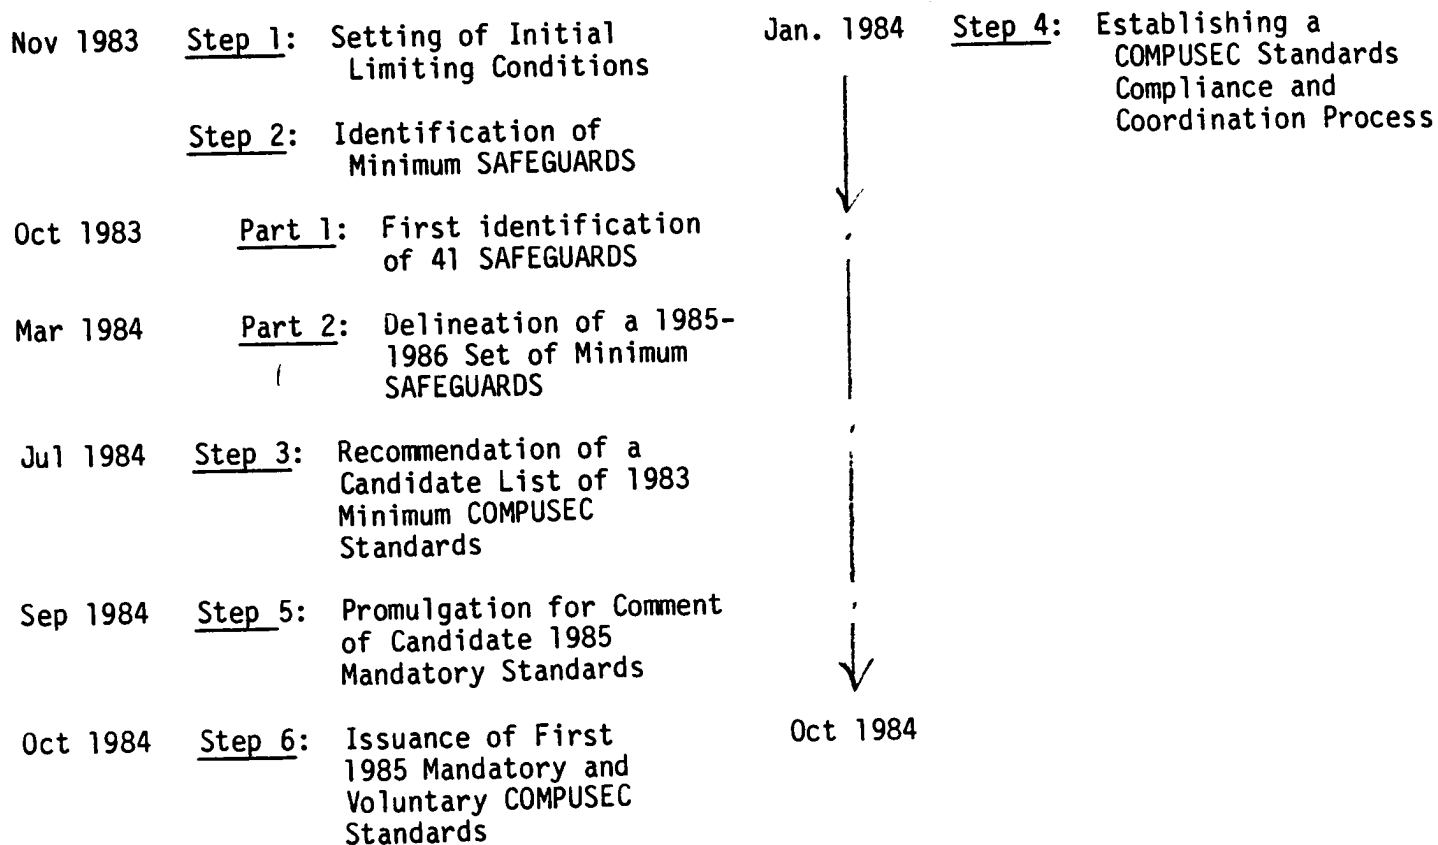 Nov 1983 Step 1: Setting of Initial
Limiting Conditions
Step 2: Identification of
Minimum SAFEGUARDS
Oct 1983 Part 1: First identification
of 41 SAFEGUARDS
Mar 1984 Part 2: Delineation of a 1985-
1986 Set of Minimum
SAFEGUARDS
Jul 1984 Step 3: Recommendation of a
Candidate List of 1983
Minimum COMPUSEC
Standards
Sep 1984 Step 5: Promulgation for Comment
of Candidate 1985
Mandatory Standards
Oct 1984 Step 6: Issuance of First
1985 Mandatory and
Voluntary COMPUSEC
Standards
Jan. 1984 Step 4: Establishing a
COMPUSEC Standards
Compliance and
Coordination Process
Oct 1984